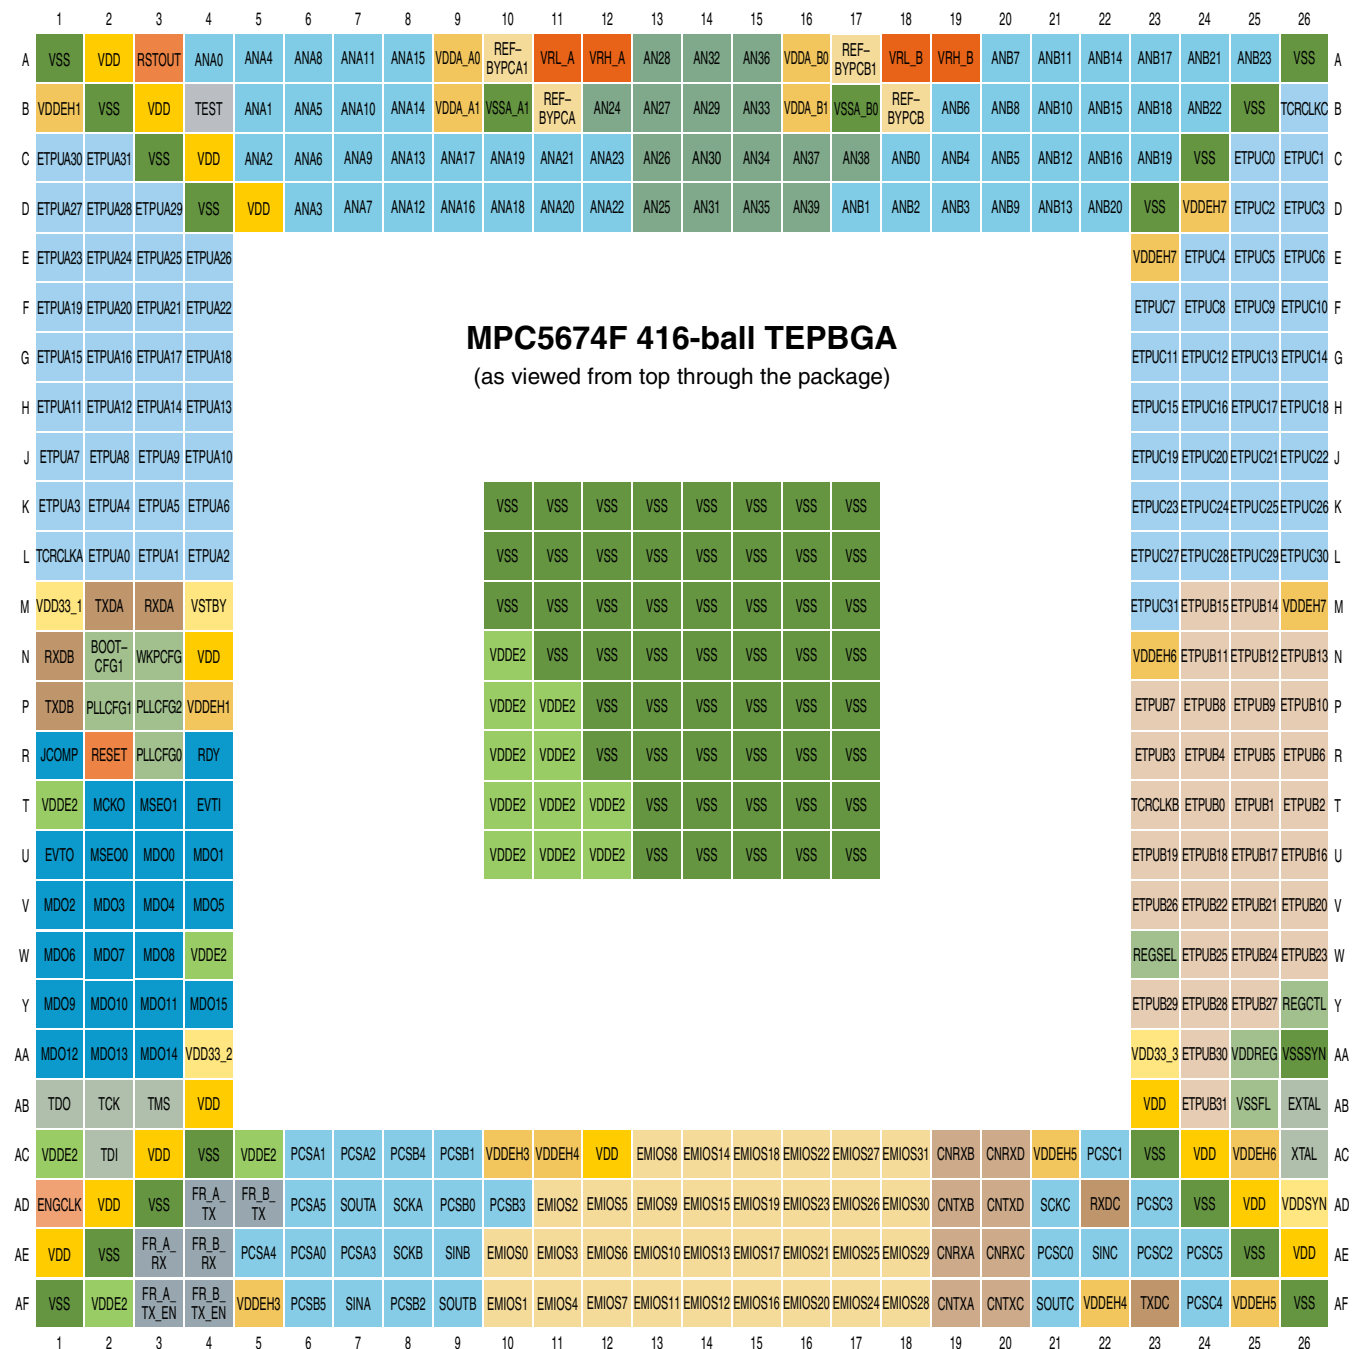 1 2 3 4 5 6 7 8 9 10 11 12 13 14 15 16 17 18 19 20 21 22 23 24 25 26
A VSS VDD RSTOUT ANA0 ANA4 ANA8 ANA11 ANA15 VDDA_A0 REF– BYPCA1 VRL_A VRH_A AN28 AN32 AN36 VDDA_B0 REF– BYPCB1 VRL_B VRH_B ANB7 ANB11 ANB14 ANB17 ANB21 ANB23 VSS A
B VDDEH1 VSS VDD TEST ANA1 ANA5 ANA10 ANA14 VDDA_A1 VSSA_A1 REF– BYPCA AN24 AN27 AN29 AN33 VDDA_B1 VSSA_B0 REF– BYPCB ANB6 ANB8 ANB10 ANB15 ANB18 ANB22 VSS TCRCLKC B
C ETPUA30 ETPUA31 VSS VDD ANA2 ANA6 ANA9 ANA13 ANA17 ANA19 ANA21 ANA23 AN26 AN30 AN34 AN37 AN38 ANB0 ANB4 ANB5 ANB12 ANB16 ANB19 VSS ETPUC0 ETPUC1 C
D ETPUA27 ETPUA28 ETPUA29 VSS VDD ANA3 ANA7 ANA12 ANA16 ANA18 ANA20 ANA22 AN25 AN31 AN35 AN39 ANB1 ANB2 ANB3 ANB9 ANB13 ANB20 VSS VDDEH7 ETPUC2 ETPUC3 D
E ETPUA23 ETPUA24 ETPUA25 ETPUA26 VDDEH7 ETPUC4 ETPUC5 ETPUC6 E
F ETPUA19 ETPUA20 ETPUA21 ETPUA22 ETPUC7 ETPUC8 ETPUC9 ETPUC10 F
MPC5674F 416-ball TEPBGA
G ETPUA15 ETPUA16 ETPUA17 ETPUA18 ETPUC11 ETPUC12 ETPUC13 ETPUC14 G
(as viewed from top through the package)
H ETPUA11 ETPUA12 ETPUA14 ETPUA13 ETPUC15 ETPUC16 ETPUC17 ETPUC18 H
J ETPUA7 ETPUA8 ETPUA9 ETPUA10 ETPUC19 ETPUC20 ETPUC21 ETPUC22 J
K ETPUA3 ETPUA4 ETPUA5 ETPUA6 VSS VSS VSS VSS VSS VSS VSS VSS ETPUC23 ETPUC24 ETPUC25 ETPUC26 K
L TCRCLKA ETPUA0 ETPUA1 ETPUA2 VSS VSS VSS VSS VSS VSS VSS VSS ETPUC27 ETPUC28 ETPUC29 ETPUC30 L
M VDD33_1 TXDA RXDA VSTBY VSS VSS VSS VSS VSS VSS VSS VSS ETPUC31 ETPUB15 ETPUB14 VDDEH7 M
N RXDB BOOT– CFG1 WKPCFG VDD VDDE2 VSS VSS VSS VSS VSS VSS VSS VDDEH6 ETPUB11 ETPUB12 ETPUB13 N
P TXDB PLLCFG1 PLLCFG2 VDDEH1 VDDE2 VDDE2 VSS VSS VSS VSS VSS VSS ETPUB7 ETPUB8 ETPUB9 ETPUB10 P
R JCOMP RESET PLLCFG0 RDY VDDE2 VDDE2 VSS VSS VSS VSS VSS VSS ETPUB3 ETPUB4 ETPUB5 ETPUB6 R
T VDDE2 MCKO MSEO1 EVTI VDDE2 VDDE2 VDDE2 VSS VSS VSS VSS VSS TCRCLKB ETPUB0 ETPUB1 ETPUB2 T
U EVTO MSEO0 MDO0 MDO1 VDDE2 VDDE2 VDDE2 VSS VSS VSS VSS VSS ETPUB19 ETPUB18 ETPUB17 ETPUB16 U
V MDO2 MDO3 MDO4 MDO5 ETPUB26 ETPUB22 ETPUB21 ETPUB20 V
W MDO6 MDO7 MDO8 VDDE2 REGSEL ETPUB25 ETPUB24 ETPUB23 W
Y MDO9 MDO10 MDO11 MDO15 ETPUB29 ETPUB28 ETPUB27 REGCTL Y
AA MDO12 MDO13 MDO14 VDD33_2 VDD33_3 ETPUB30 VDDREG VSSSYN AA
AB TDO TCK TMS VDD VDD ETPUB31 VSSFL EXTAL AB
AC VDDE2 TDI VDD VSS VDDE2 PCSA1 PCSA2 PCSB4 PCSB1 VDDEH3 VDDEH4 VDD EMIOS8 EMIOS14 EMIOS18 EMIOS22 EMIOS27 EMIOS31 CNRXB CNRXD VDDEH5 PCSC1 VSS VDD VDDEH6 XTAL AC
AD ENGCLK VDD VSS FR_A_ TX FR_B_ TX PCSA5 SOUTA SCKA PCSB0 PCSB3 EMIOS2 EMIOS5 EMIOS9 EMIOS15 EMIOS19 EMIOS23 EMIOS26 EMIOS30 CNTXB CNTXD SCKC RXDC PCSC3 VSS VDD VDDSYN AD
AE VDD VSS FR_A_ RX FR_B_ RX PCSA4 PCSA0 PCSA3 SCKB SINB EMIOS0 EMIOS3 EMIOS6 EMIOS10 EMIOS13 EMIOS17 EMIOS21 EMIOS25 EMIOS29 CNRXA CNRXC PCSC0 SINC PCSC2 PCSC5 VSS VDD AE
AF VSS VDDE2 FR_A_ TX_EN FR_B_ TX_EN VDDEH3 PCSB5 SINA PCSB2 SOUTB EMIOS1 EMIOS4 EMIOS7 EMIOS11 EMIOS12 EMIOS16 EMIOS20 EMIOS24 EMIOS28 CNTXA CNTXC SOUTC VDDEH4 TXDC PCSC4 VDDEH5 VSS AF
1 2 3 4 5 6 7 8 9 10 11 12 13 14 15 16 17 18 19 20 21 22 23 24 25 26